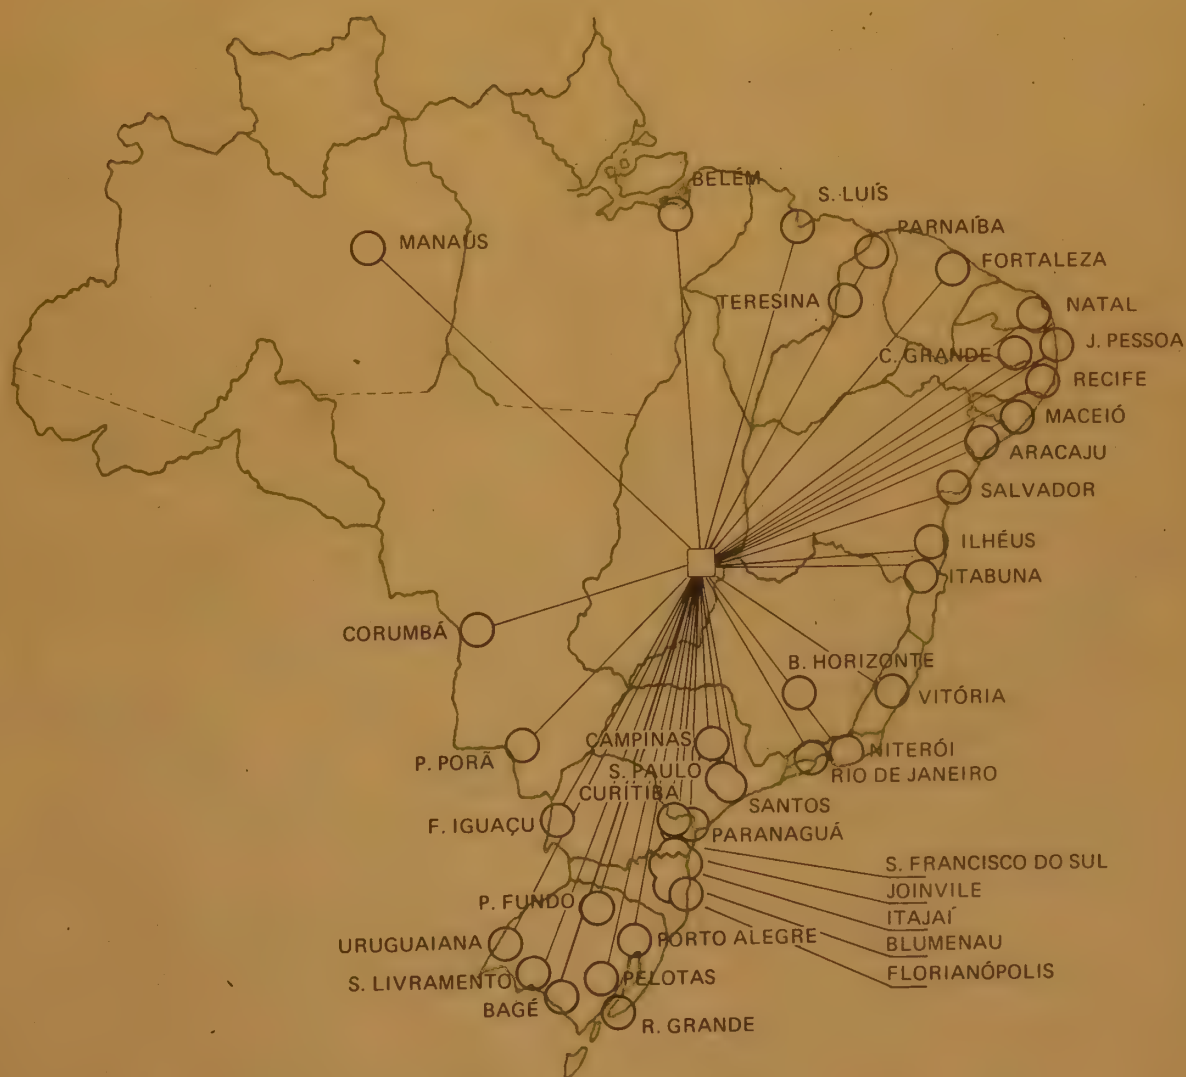 BELÉM
S. LUÍS
PARNAÍBA
MANAÚS
FORTALEZA
TERESINA
NATAL
J. PESSOA
C. GRANDE
RECIFE
MACEIÓ
ARACAJU
SALVADOR
ILHÉUS
ITABUNA
CORUMBÁ
B. HORIZONTE
VITÓRIA
CAMPINAS
NITERÓI
P. PORÃ
S. PAULO
RIO DE JANEIRO
CURITIBA
SANTOS
F. IGUAÇU
PARANAGUÁ
S. FRANCISCO DO SUL
JOINVILE
P. FUNDO
ITAJAÍ
URUGUAIANA
PORTO ALEGRE
BLUMENAU
S. LIVRAMENTO
PELOTAS
FLORIANÓPOLIS
BAGÉ
R. GRANDE